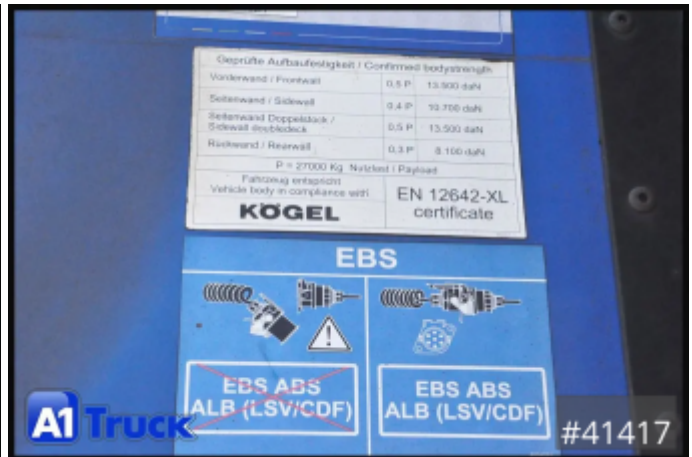 Geprüfte Aufbaufestigkeit / Confirmed bodystrength
Vorderwand / Frontwall 0,5 P 13.500 daN
Seitenwand / Sidewall 0,4 P 10.700 daN
Seitenwand Doppelstock /
Sidewall doubledeck 0,5 P 13.500 daN
Rückwand / Rearwall 0,3 P 8.100 daN
P = 27000 Kg Nutzlast / Payload
Fahrzeug entspricht
Vehicle body in compliance with
KÖGEL
EN 12642-XL
certificate
EBS
EBS ABS
ALB (LSV/CDF)
EBS ABS
ALB (LSV/CDF)
A1 Truck
#41417